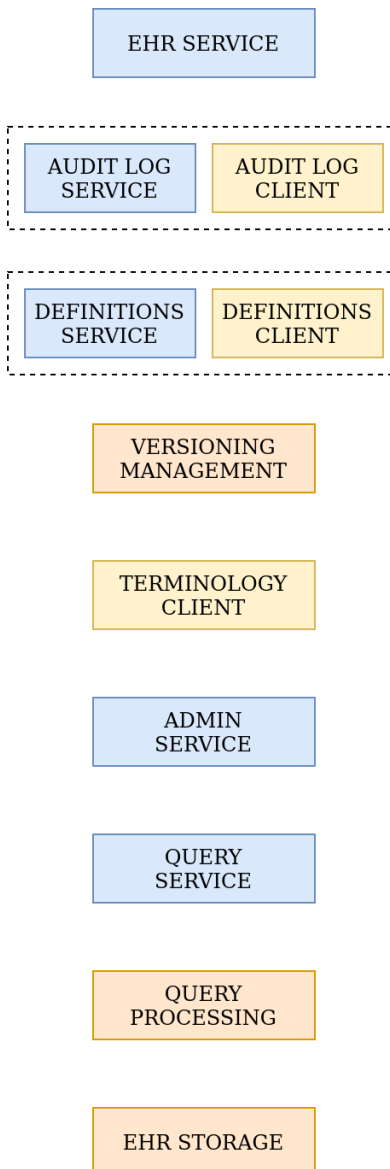 EHR SERVICE
AUDIT LOG
SERVICE
AUDIT LOG
CLIENT
DEFINITIONS
SERVICE
DEFINITIONS
CLIENT
VERSIONING
MANAGEMENT
TERMINOLOGY
CLIENT
ADMIN
SERVICE
QUERY
SERVICE
QUERY
PROCESSING
EHR STORAGE